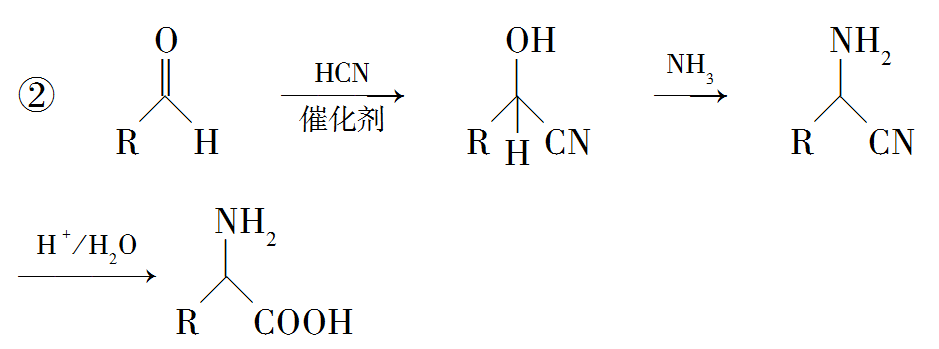 ② O R H HCN 催化剂 OH R H CN NH₃ NH₂ R CN
H⁺/H₂O NH₂ R COOH